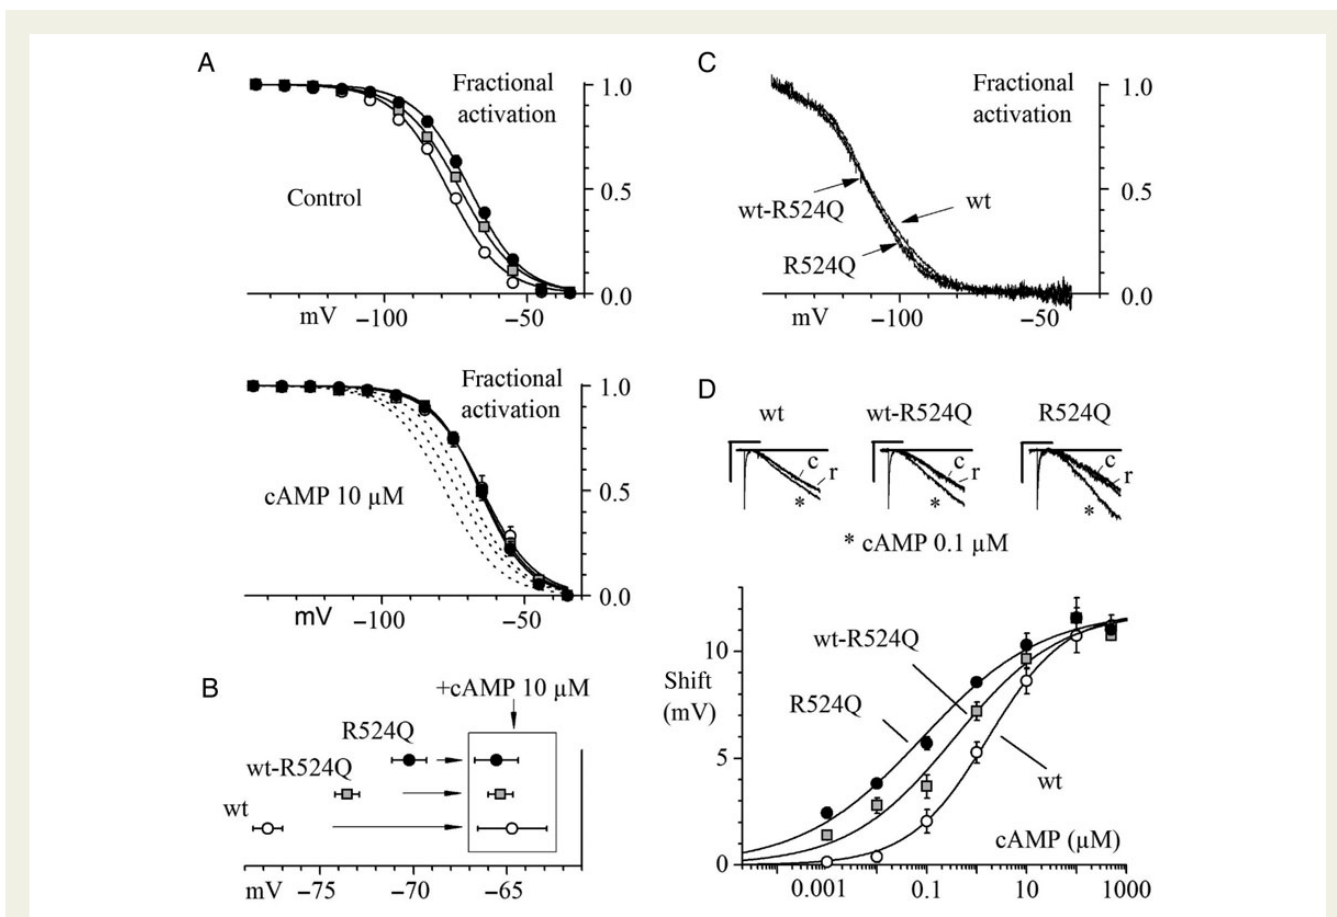 A
Fractional
activation
1.0
0.5
0.0
Control
mV
−100
−50
Fractional
activation
1.0
0.5
0.0
cAMP 10 µM
mV
−100
−50
B
+cAMP 10 µM
R524Q
wt-R524Q
wt
mV
−75
−70
−65
C
Fractional
activation
1.0
0.5
0.0
wt-R524Q
wt
R524Q
mV
−100
−50
D
wt
wt-R524Q
R524Q
c
r
*
c
r
*
c
r
*
* cAMP 0.1 µM
wt-R524Q
R524Q
wt
Shift
(mV)
10
5
0
cAMP (µM)
0.001
0.1
10
1000